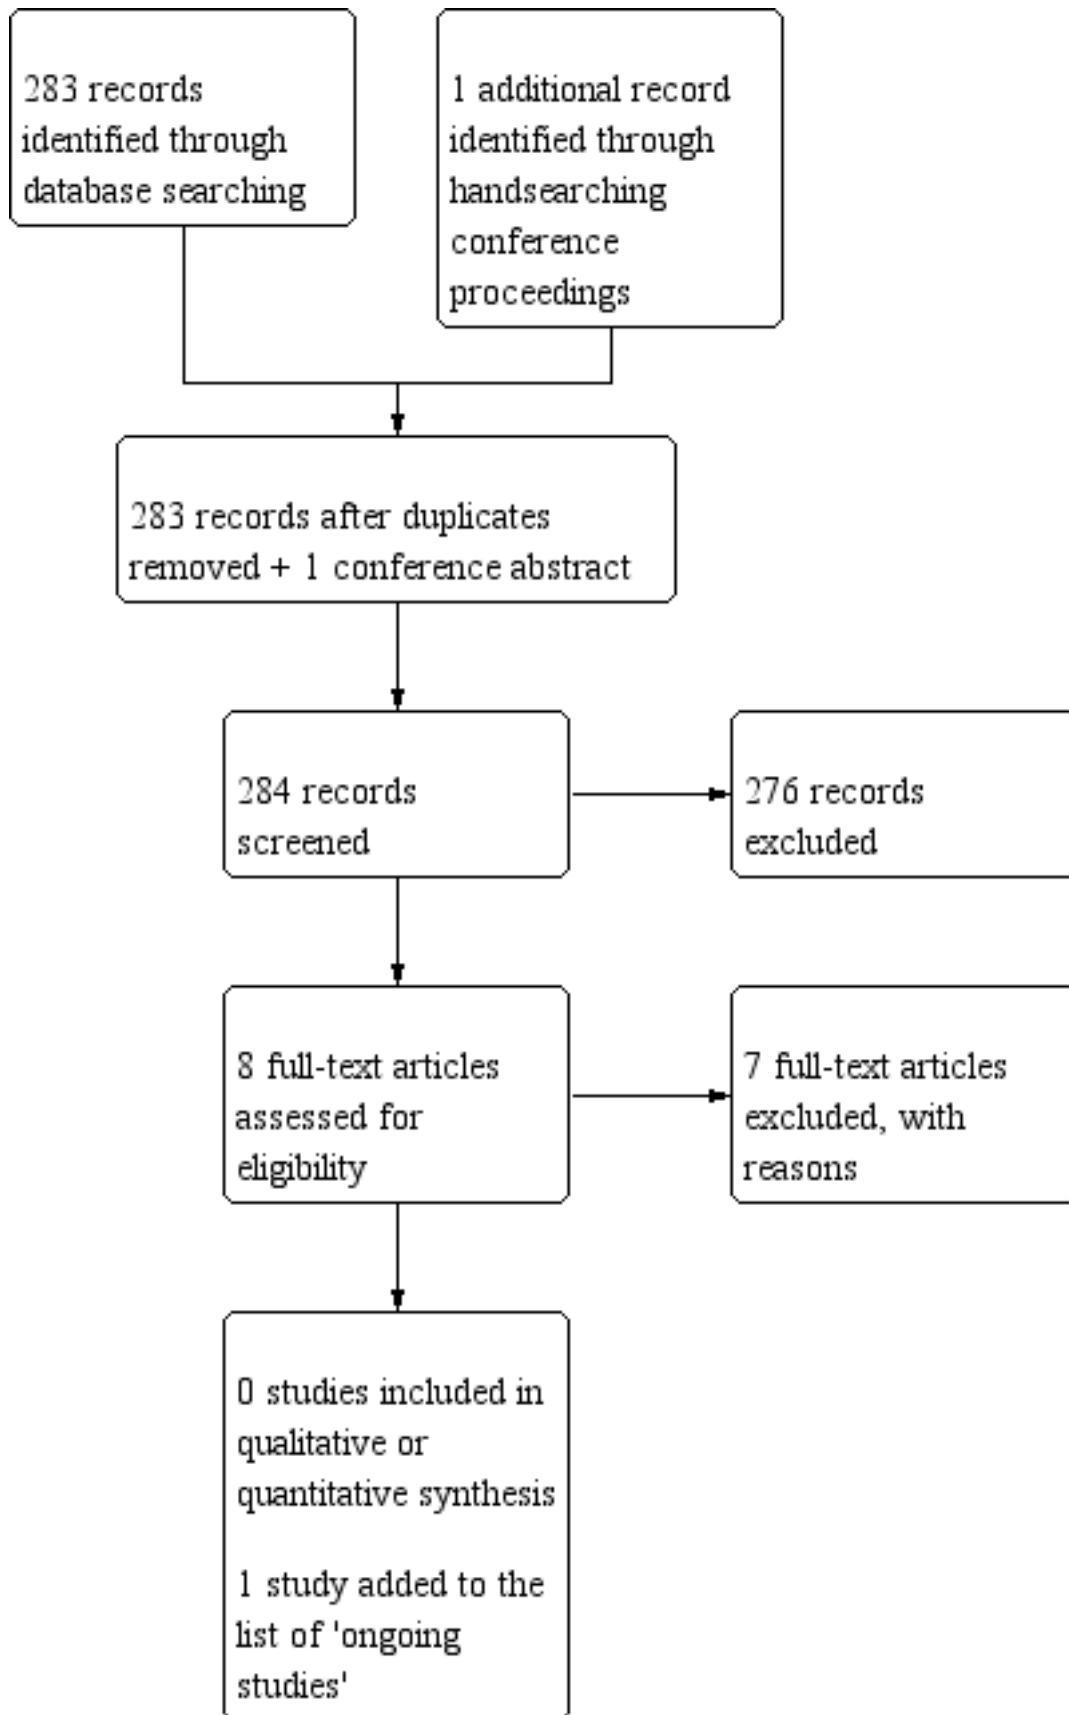 283 records
identified through
database searching
1 additional record
identified through
handsearching
conference
proceedings
283 records after duplicates
removed + 1 conference abstract
284 records
screened
276 records
excluded
8 full-text articles
assessed for
eligibility
7 full-text articles
excluded, with
reasons
0 studies included in
qualitative or
quantitative synthesis
1 study added to the
list of 'ongoing
studies'